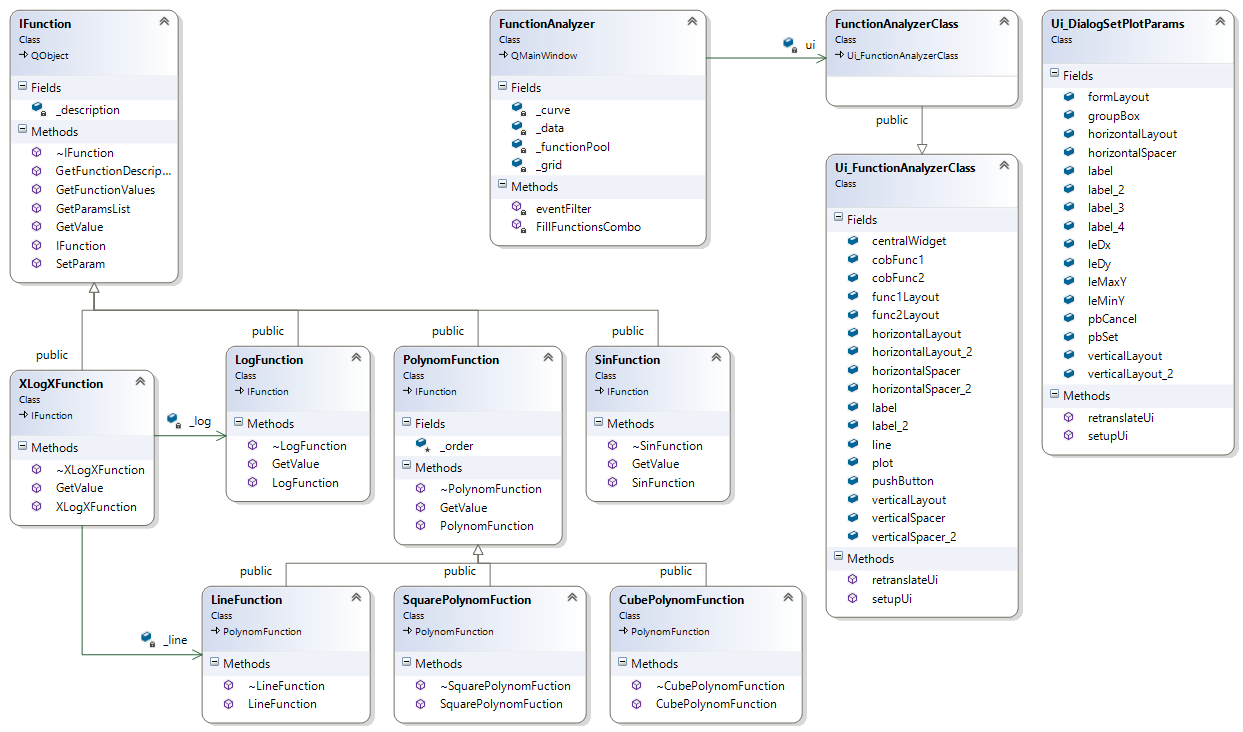 IFunction
Class
QObject
Fields
_description
Methods
~IFunction
GetFunctionDescrip...
GetFunctionValues
GetParamsList
GetValue
IFunction
SetParam
FunctionAnalyzer
Class
QMainWindow
Fields
_curve
_data
_functionPool
_grid
Methods
eventFilter
FillFunctionsCombo
ui
FunctionAnalyzerClass
Class
Ui_FunctionAnalyzerClass
public
Ui_FunctionAnalyzerClass
Class
Fields
centralWidget
cobFunc1
cobFunc2
func1Layout
func2Layout
horizontalLayout
horizontalLayout_2
horizontalSpacer
horizontalSpacer_2
label
label_2
line
plot
pushButton
verticalLayout
verticalSpacer
verticalSpacer_2
Methods
retranslateUi
setupUi
Ui_DialogSetPlotParams
Class
Fields
formLayout
groupBox
horizontalLayout
horizontalSpacer
label
label_2
label_3
label_4
leDx
leDy
leMaxY
leMinY
pbCancel
pbSet
verticalLayout
verticalLayout_2
Methods
retranslateUi
setupUi
public
public
public
public
XLogXFunction
Class
IFunction
Methods
~XLogXFunction
GetValue
XLogXFunction
_log
LogFunction
Class
IFunction
Methods
~LogFunction
GetValue
LogFunction
PolynomFunction
Class
IFunction
Fields
_order
Methods
~PolynomFunction
GetValue
PolynomFunction
SinFunction
Class
IFunction
Methods
~SinFunction
GetValue
SinFunction
public
public
public
_line
LineFunction
Class
PolynomFunction
Methods
~LineFunction
LineFunction
SquarePolynomFuction
Class
PolynomFunction
Methods
~SquarePolynomFuction
SquarePolynomFuction
CubePolynomFunction
Class
PolynomFunction
Methods
~CubePolynomFunction
CubePolynomFunction